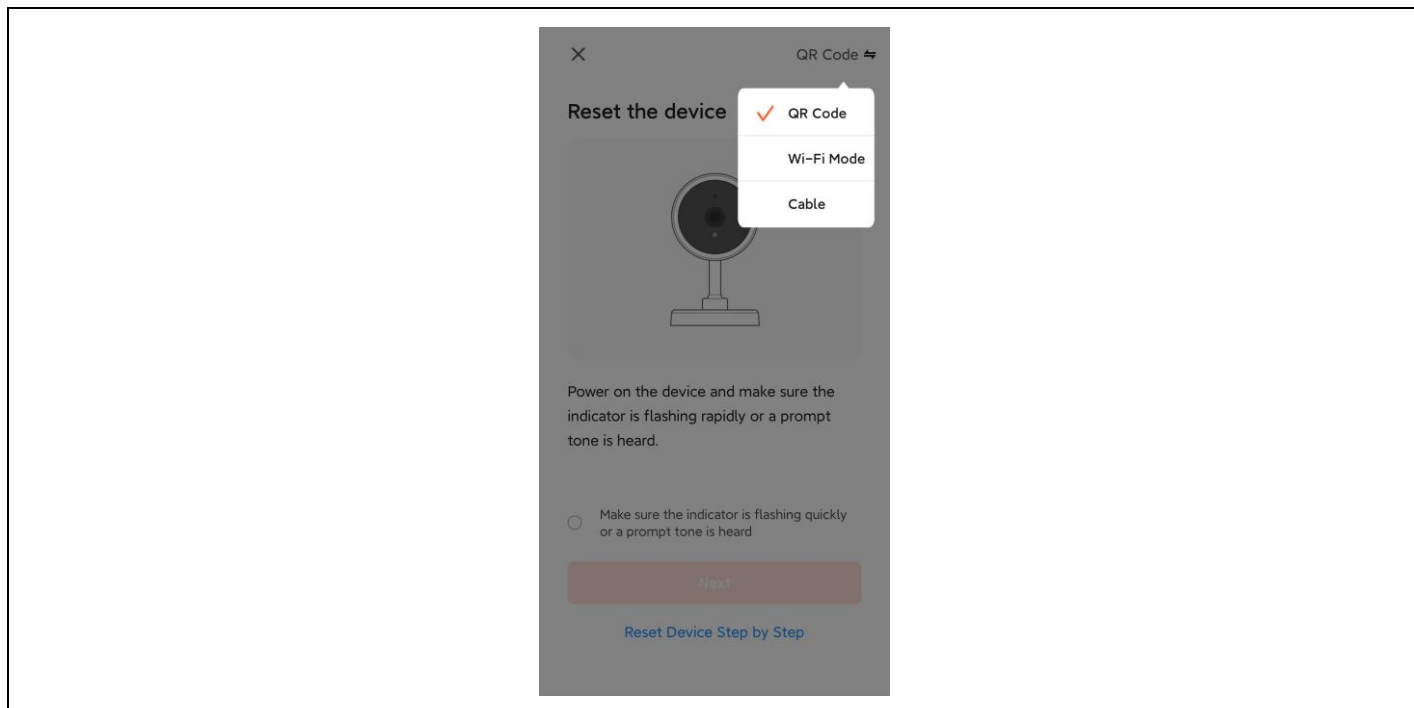 QR Code
Reset the device
QR Code
Wi-Fi Mode
Cable
Power on the device and make sure the
indicator is flashing rapidly or a prompt
tone is heard.
Make sure the indicator is flashing quickly
or a prompt tone is heard
Next
Reset Device Step by Step